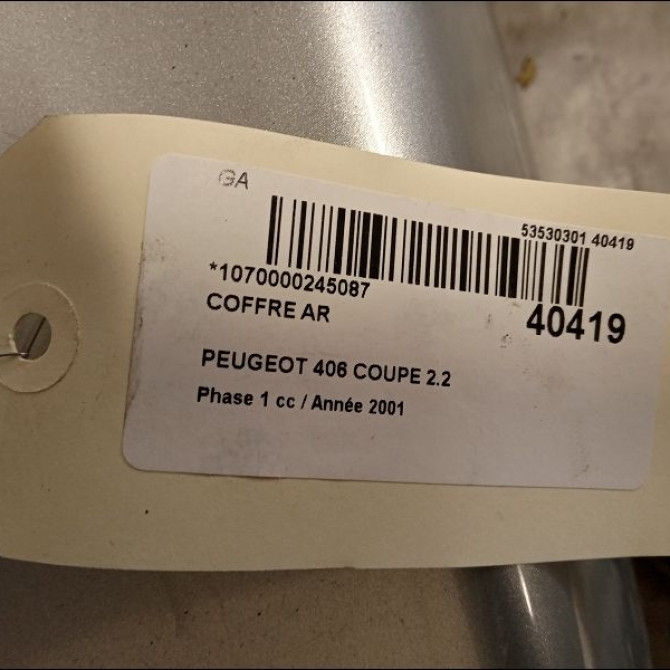 GA
53530301 40419
*1070000245087
COFFRE AR
40419
PEUGEOT 406 COUPE 2.2
Phase 1 cc / Année 2001